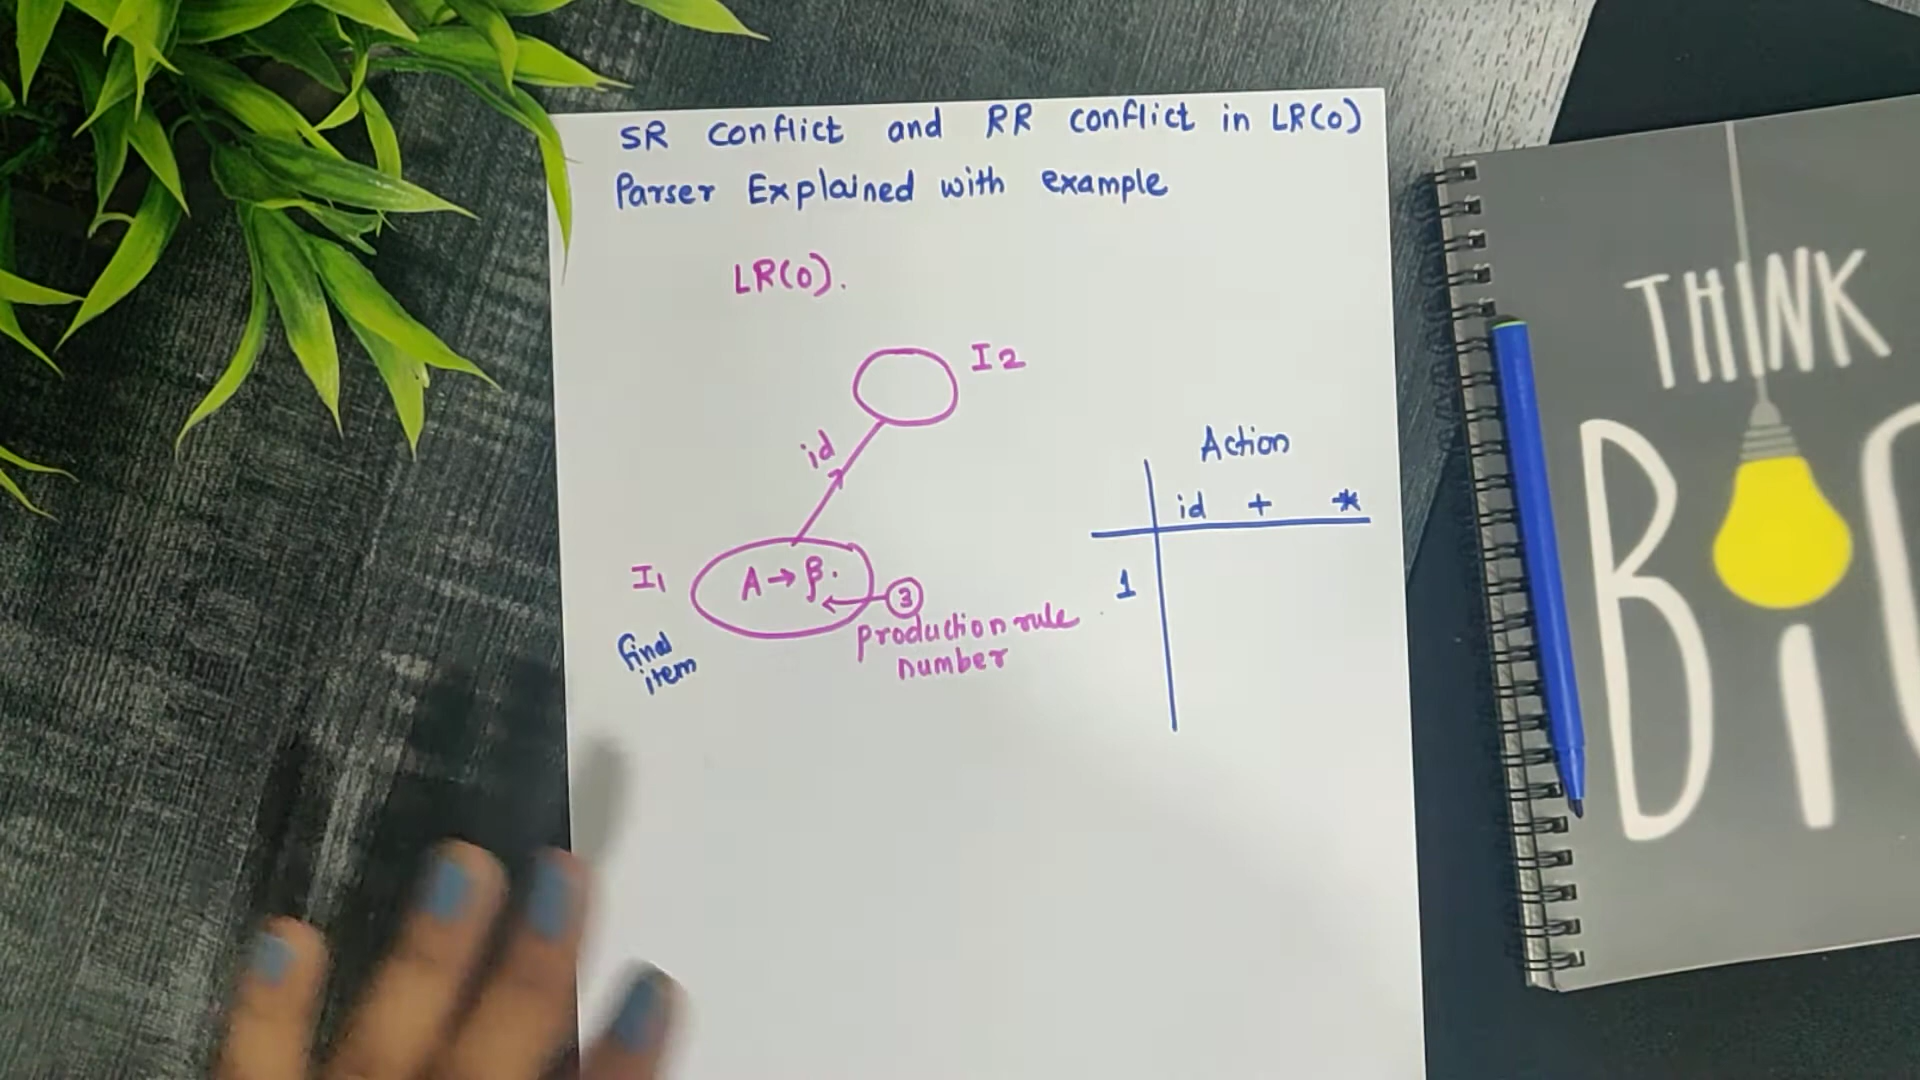 SR conflict and RR conflict in LR(0)
Parser Explained with example
LR(0).
I2
id
Action
id + *
I1
A→β.
3
production rule
number
final
item
1
THINK
BiG